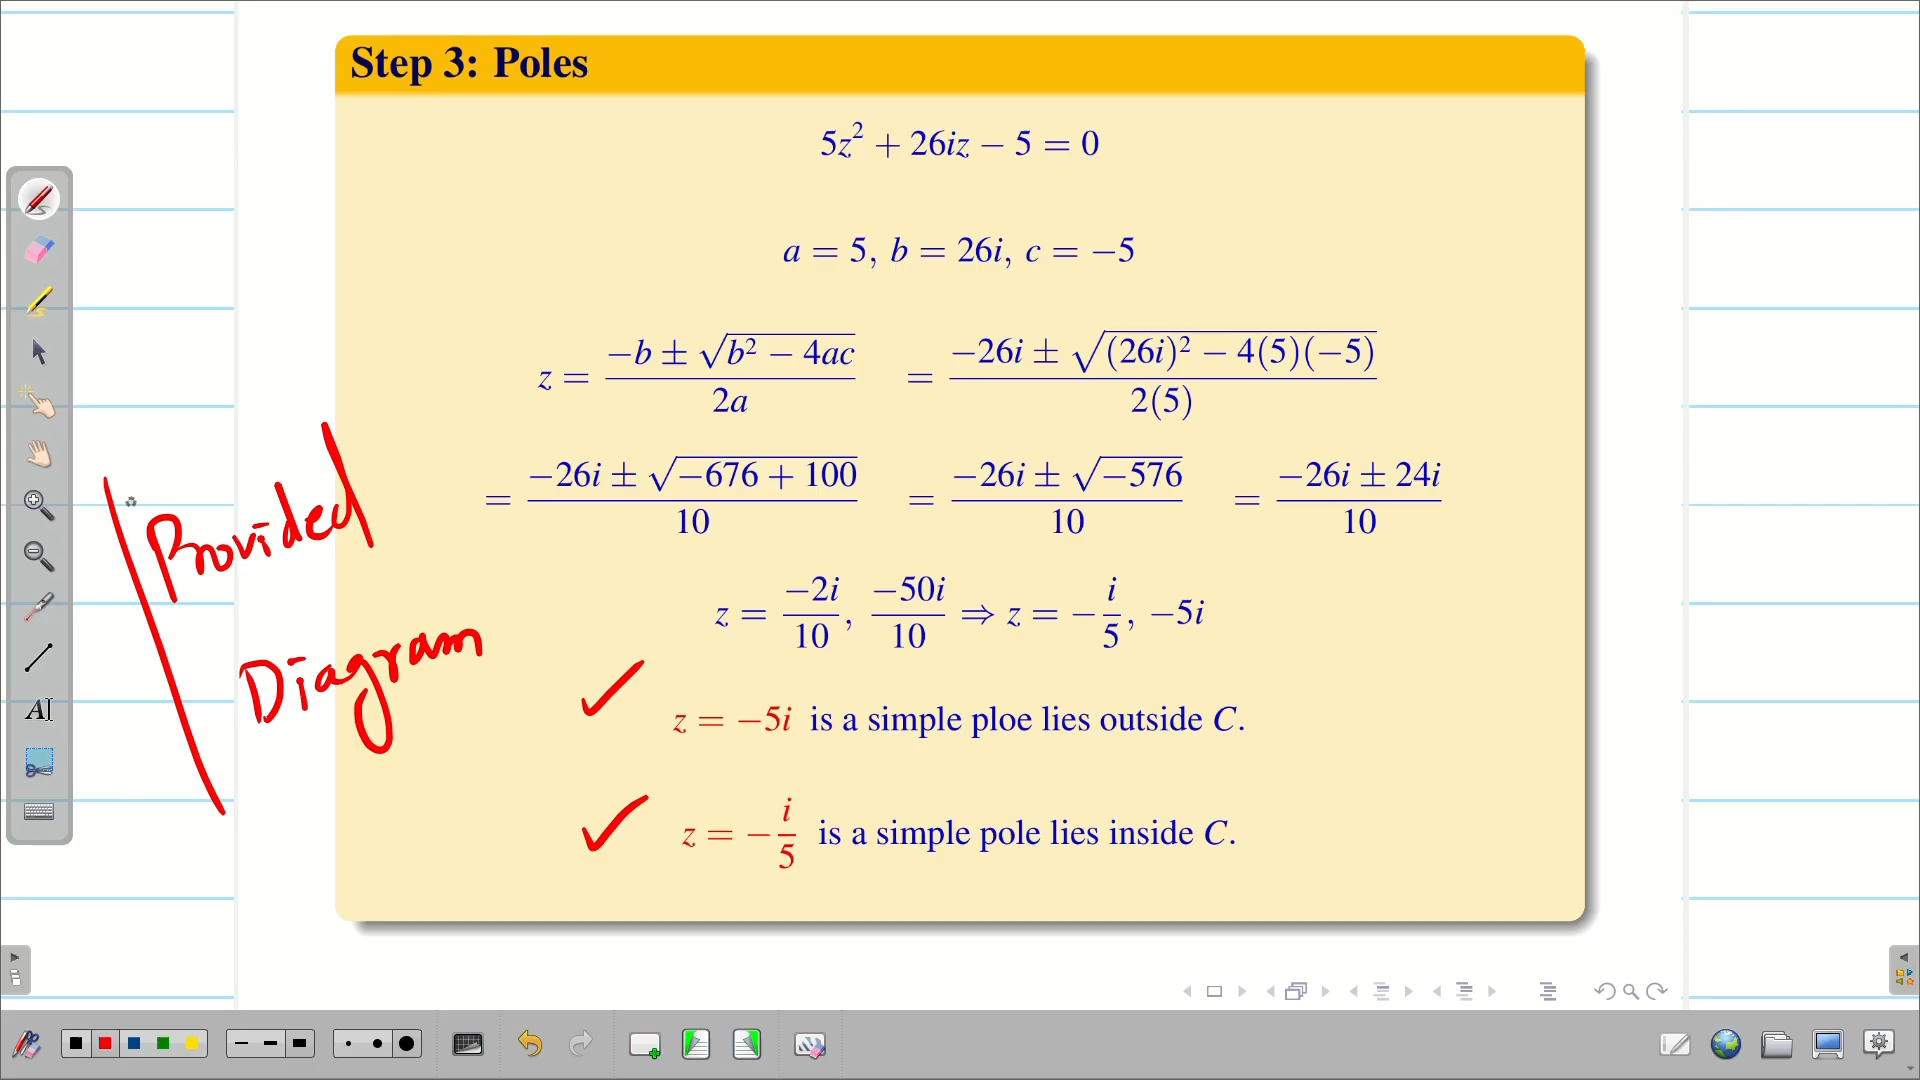 Step 3: Poles
5z² + 26iz − 5 = 0
a = 5, b = 26i, c = −5
z = (−b ± √(b² − 4ac))/(2a) = (−26i ± √((26i)² − 4(5)(−5)))/(2(5))
= (−26i ± √(−676 + 100))/10 = (−26i ± √(−576))/10 = (−26i ± 24i)/10
Provided
z = −2i/10, −50i/10 ⇒ z = −i/5, −5i
Diagram
z = −5i is a simple ploe lies outside C.
z = −i/5 is a simple pole lies inside C.